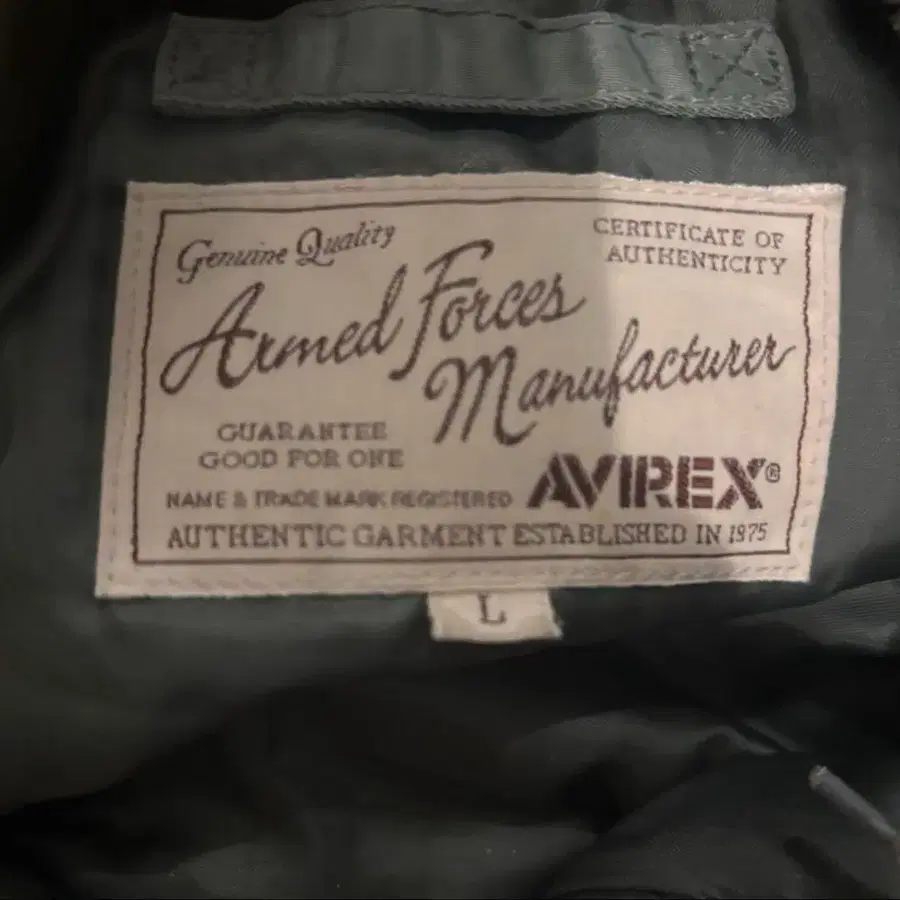 Genuine Quality
CERTIFICATE OF
AUTHENTICITY
Armed Forces
Manufacturer
GUARANTEE
GOOD FOR ONE
NAME & TRADE MARK REGISTERED
AVIREX®
AUTHENTIC GARMENT ESTABLISHED IN 1975
L